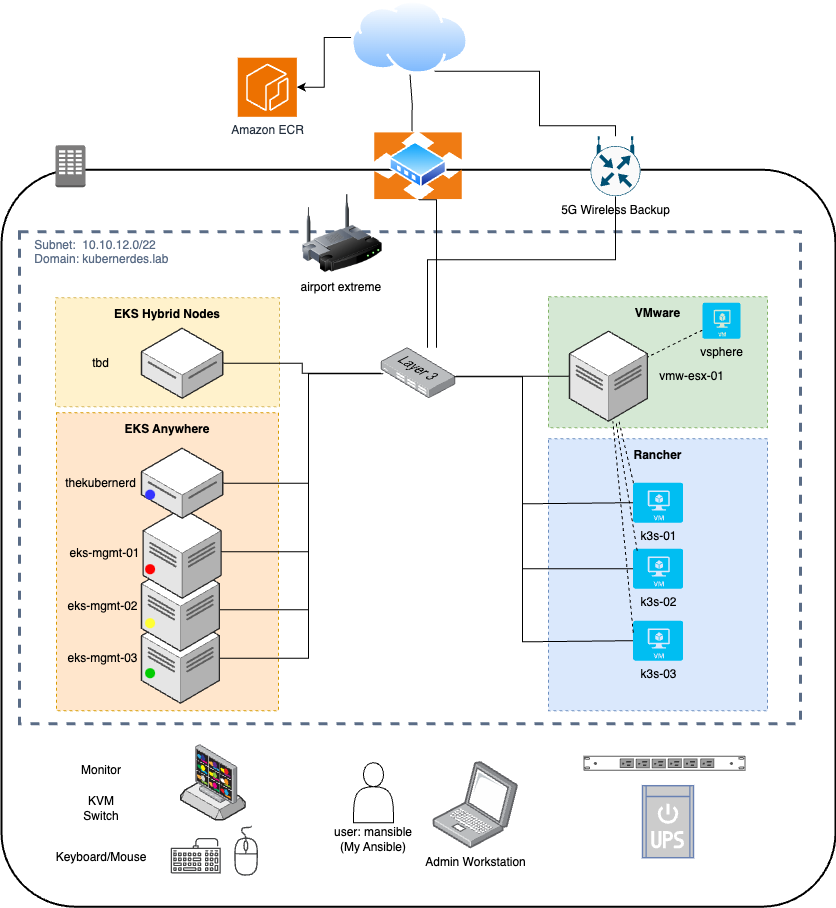 Amazon ECR
5G Wireless Backup
Subnet: 10.10.12.0/22
Domain: kubernerdes.lab
airport extreme
EKS Hybrid Nodes
tbd
Layer 3
VMware
VM
vsphere
vmw-esx-01
EKS Anywhere
thekubernerd
eks-mgmt-01
eks-mgmt-02
eks-mgmt-03
Rancher
VM
k3s-01
VM
k3s-02
VM
k3s-03
Monitor
KVM
Switch
Keyboard/Mouse
user: mansible
(My Ansible)
Admin Workstation
UPS